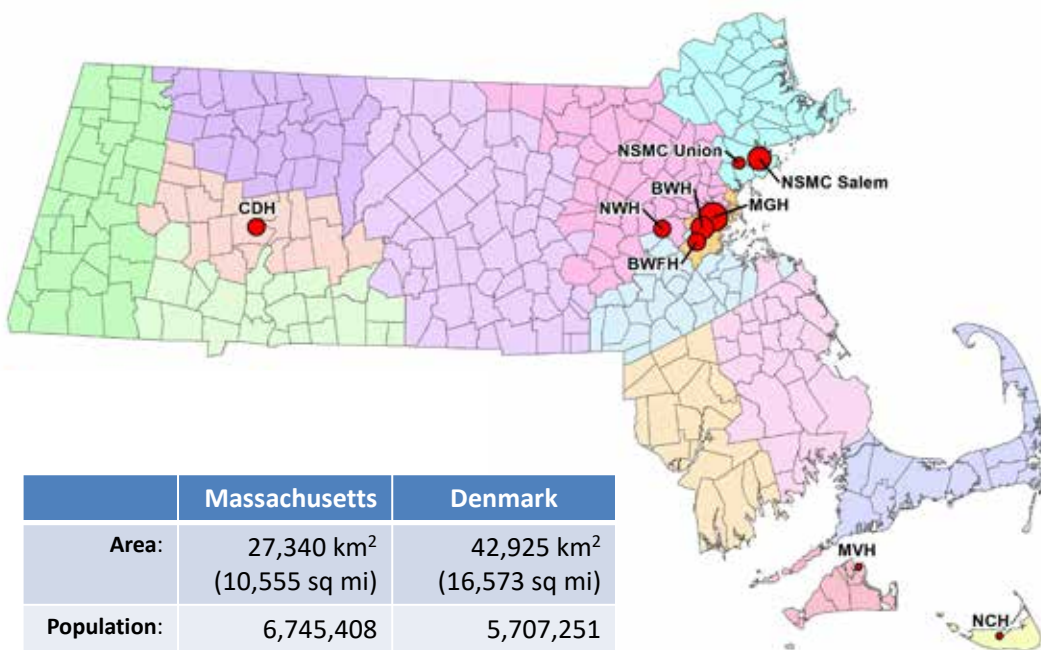 NSMC Union
NSMC Salem
BWH
MGH
NWH
CDH
BWFH
Massachusetts Denmark
Area: 27,340 km² 42,925 km²
(10,555 sq mi) (16,573 sq mi)
Population: 6,745,408 5,707,251
MVH
NCH